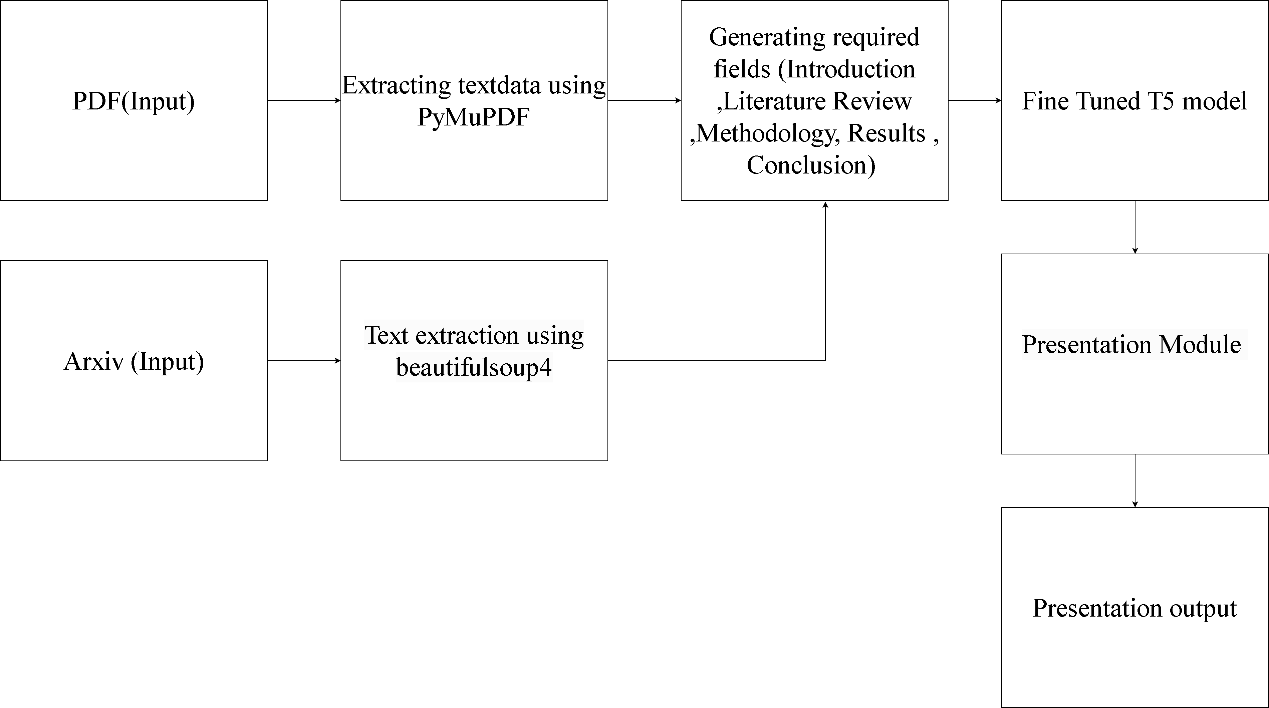 PDF(Input)
Extracting textdata using
PyMuPDF
Generating required
fields (Introduction
,Literature Review
,Methodology, Results ,
Conclusion)
Fine Tuned T5 model
Arxiv (Input)
Text extraction using
beautifulsoup4
Presentation Module
Presentation output